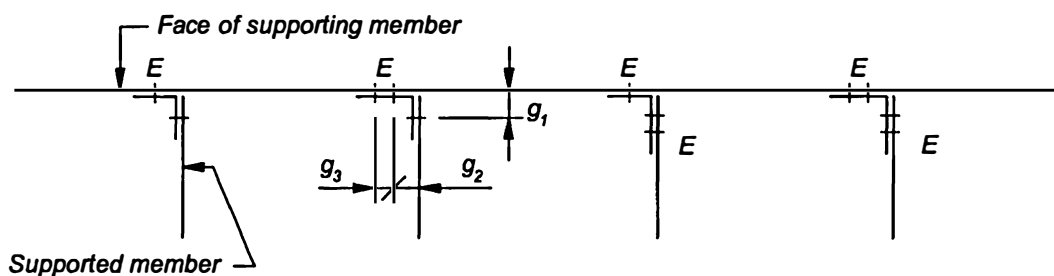 Face of supporting member
E E E E
g1
E E
g3 g2
Supported member